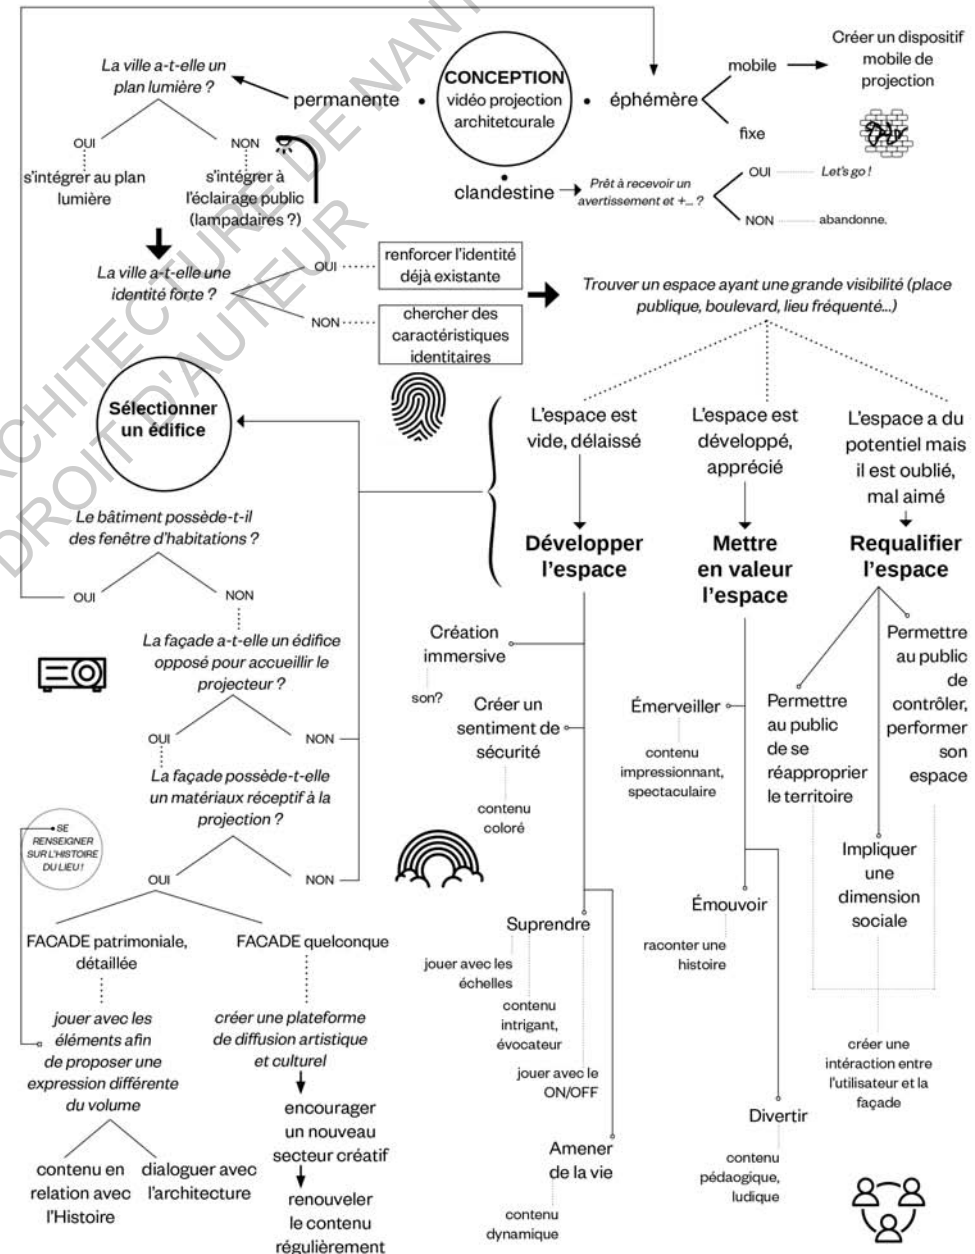 CONCEPTION
vidéo projection
architetcurale
permanente
éphémère
clandestine
mobile
Créer un dispositif
mobile de
projection
fixe
Prêt à recevoir un
avertissement et +... ?
OUI
Let's go !
NON
abandonne.
La ville a-t-elle un
plan lumière ?
OUI
NON
s'intégrer au plan
lumière
s'intégrer à
l'éclairage public
(lampadaires ?)
La ville a-t-elle une
identité forte ?
OUI
renforcer l'identité
déjà existante
NON
chercher des
caractéristiques
identitaires
Trouver un espace ayant une grande visibilité (place
publique, boulevard, lieu fréquenté...)
L'espace est
vide, délaissé
L'espace est
développé,
apprécié
L'espace a du
potentiel mais
il est oublié,
mal aimé
Développer
l'espace
Mettre
en valeur
l'espace
Requalifier
l'espace
Création
immersive
son?
Créer un
sentiment de
sécurité
contenu
coloré
Suprendre
jouer avec les
échelles
contenu
intrigant,
évocateur
jouer avec le
ON/OFF
Amener
de la vie
contenu
dynamique
Émerveiller
contenu
impressionnant,
spectaculaire
Émouvoir
raconter une
histoire
Divertir
contenu
pédaogique,
ludique
Permettre
au public
de se
réapproprier
le territoire
Impliquer
une
dimension
sociale
Permettre
au public
de
contrôler,
performer
son
espace
créer une
intéraction entre
l'utilisateur et la
façade
Sélectionner
un édifice
Le bâtiment possède-t-il
des fenêtre d'habitations ?
OUI
NON
La façade a-t-elle un édifice
opposé pour accueillir le
projecteur ?
OUI
NON
La façade possède-t-elle
un matériaux réceptif à la
projection ?
OUI
NON
SE
RENSEIGNER
SUR L'HISTOIRE
DU LIEU !
FACADE patrimoniale,
détaillée
jouer avec les
éléments afin
de proposer une
expression différente
du volume
contenu en
relation avec
l'Histoire
dialoguer avec
l'architecture
FACADE quelconque
créer une plateforme
de diffusion artistique
et culturel
encourager
un nouveau
secteur créatif
renouveler
le contenu
régulièrement
ARCHITECTURE DE NANT
DROIT D'AUTEUR